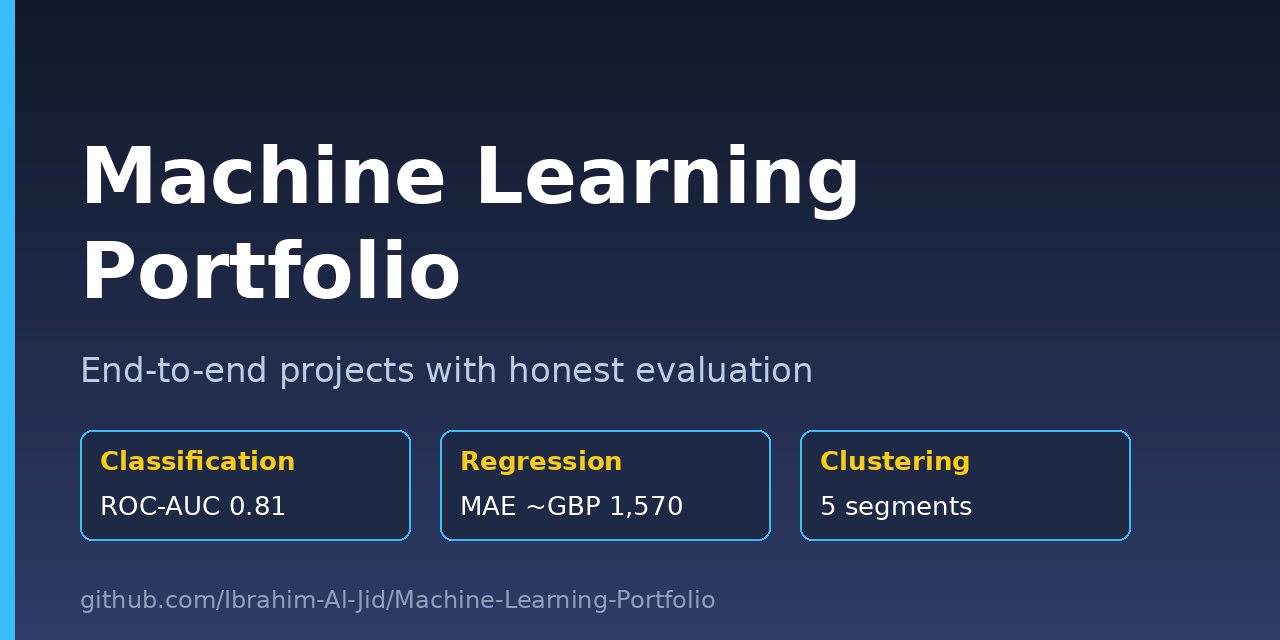 Machine Learning
Portfolio
End-to-end projects with honest evaluation
Classification
ROC-AUC 0.81
Regression
MAE ~GBP 1,570
Clustering
5 segments
github.com/Ibrahim-Al-Jid/Machine-Learning-Portfolio